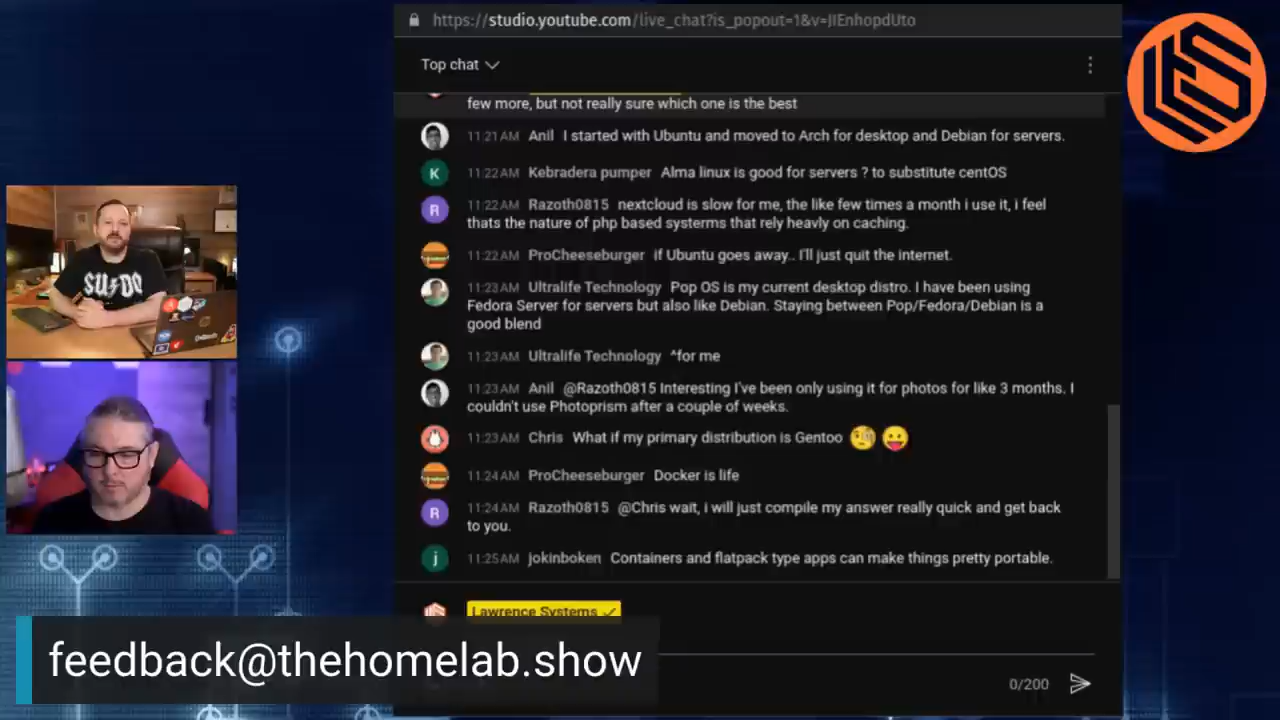 https://studio.youtube.com/live_chat?is_popout=1&v=JIEnhopdUto
Top chat
few more, but not really sure which one is the best
11:21 AM Anil I started with Ubuntu and moved to Arch for desktop and Debian for servers.
K
11:22 AM Kebradera pumper Alma linux is good for servers ? to substitute centOS
R
11:22 AM Razoth0815 nextcloud is slow for me, the like few times a month i use it, i feel
thats the nature of php based systerms that rely heavly on caching.
11:22 AM ProCheeseburger if Ubuntu goes away.. I'll just quit the internet.
11:23 AM Ultralife Technology Pop OS is my current desktop distro. I have been using
Fedora Server for servers but also like Debian. Staying between Pop/Fedora/Debian is a
good blend
11:23 AM Ultralife Technology ^for me
11:23 AM Anil @Razoth0815 Interesting I've been only using it for photos for like 3 months. I
couldn't use Photoprism after a couple of weeks.
11:23 AM Chris What if my primary distribution is Gentoo 🧐 😛
11:24 AM ProCheeseburger Docker is life
R
11:24 AM Razoth0815 @Chris wait, i will just compile my answer really quick and get back
to you.
j
11:25 AM jokinboken Containers and flatpack type apps can make things pretty portable.
Lawrence Systems
0/200
SUDO
feedback@thehomelab.show